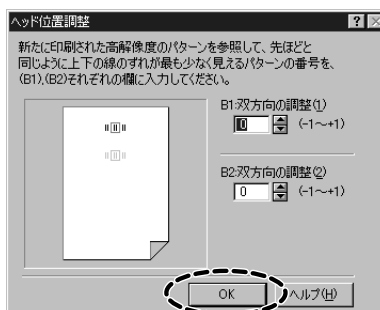 ヘッド位置調整
新たに印刷された高解像度のパターンを参照して、先ほどと
同じように上下の線のずれが最も少なく見えるパターンの番号を、
(B1),(B2)それぞれの欄に入力してください。
B1:双方向の調整(1)
0 (-1～+1)
B2:双方向の調整(2)
0 (-1～+1)
OK ヘルプ(H)